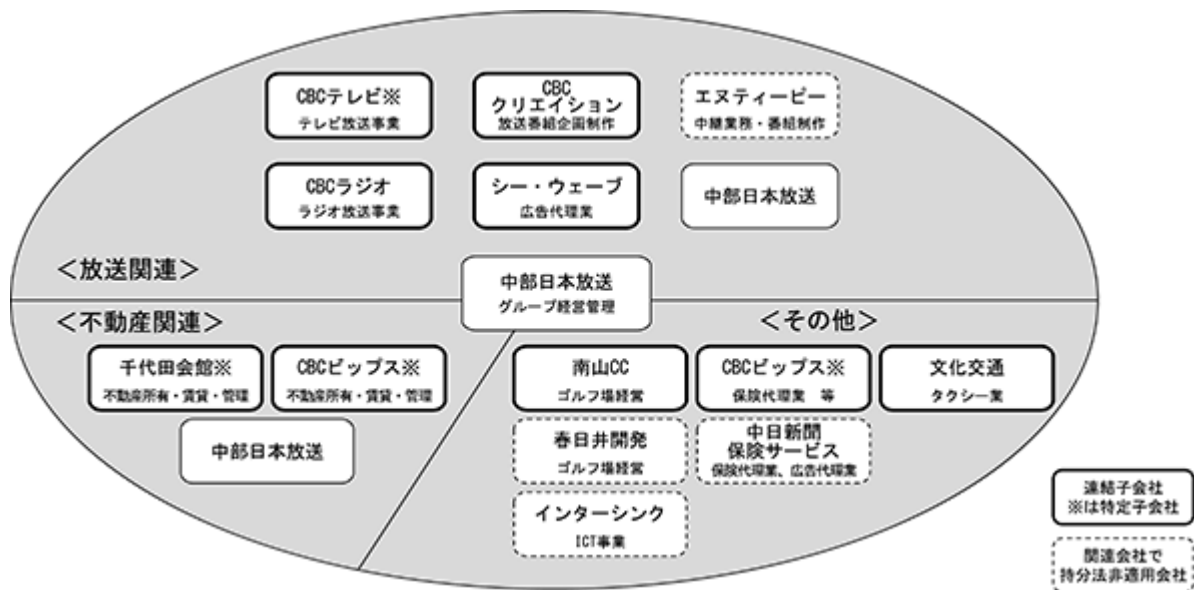 CBCテレビ※
テレビ放送事業
CBC
クリエイション
放送番組企画制作
エヌティーピー
中継業務・番組制作
CBCラジオ
ラジオ放送事業
シー・ウェーブ
広告代理業
中部日本放送
＜放送関連＞
中部日本放送
グループ経営管理
＜不動産関連＞
＜その他＞
千代田会館※
不動産所有・賃貸・管理
CBCビップス※
不動産所有・賃貸・管理
中部日本放送
南山CC
ゴルフ場経営
CBCビップス※
保険代理業 等
文化交通
タクシー業
春日井開発
ゴルフ場経営
中日新聞
保険サービス
保険代理業、広告代理業
インターシンク
ICT事業
連結子会社
※は特定子会社
関連会社で
持分法非適用会社